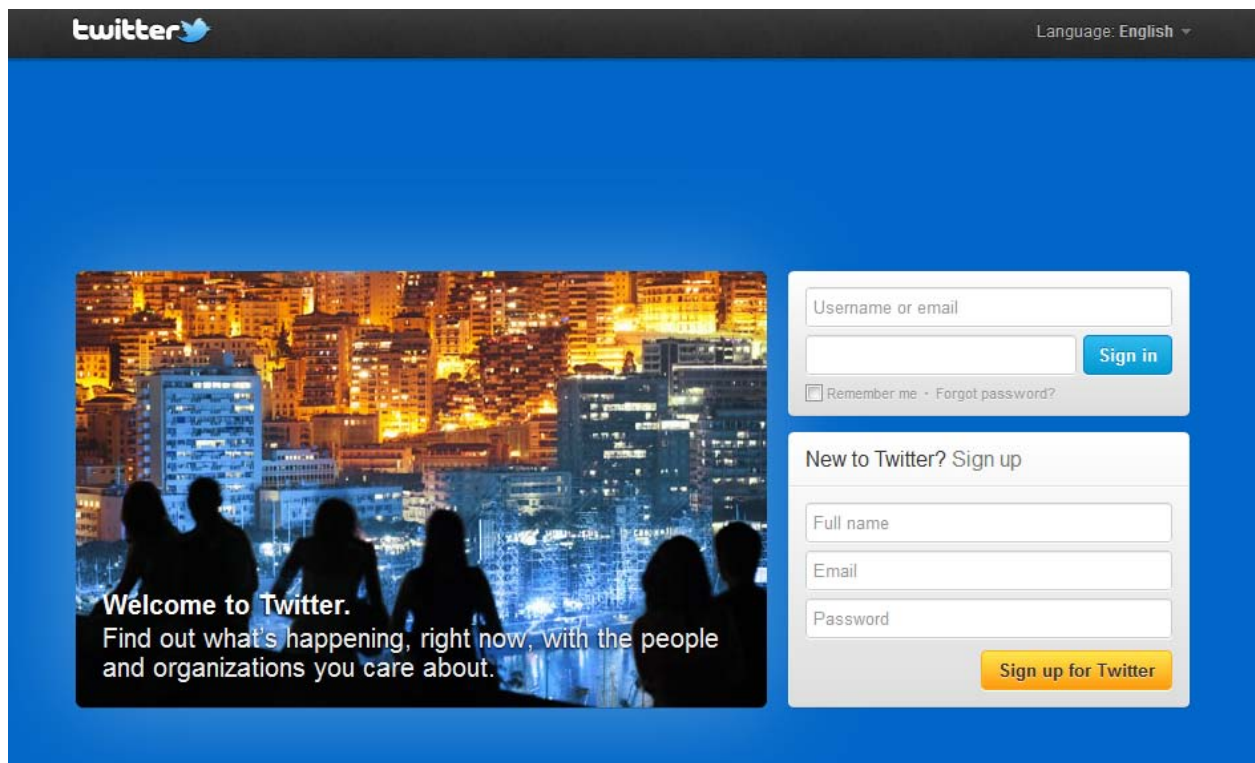 twitter
Language: English
Welcome to Twitter.
Find out what's happening, right now, with the people
and organizations you care about.
Username or email
Sign in
Remember me · Forgot password?
New to Twitter? Sign up
Full name
Email
Password
Sign up for Twitter